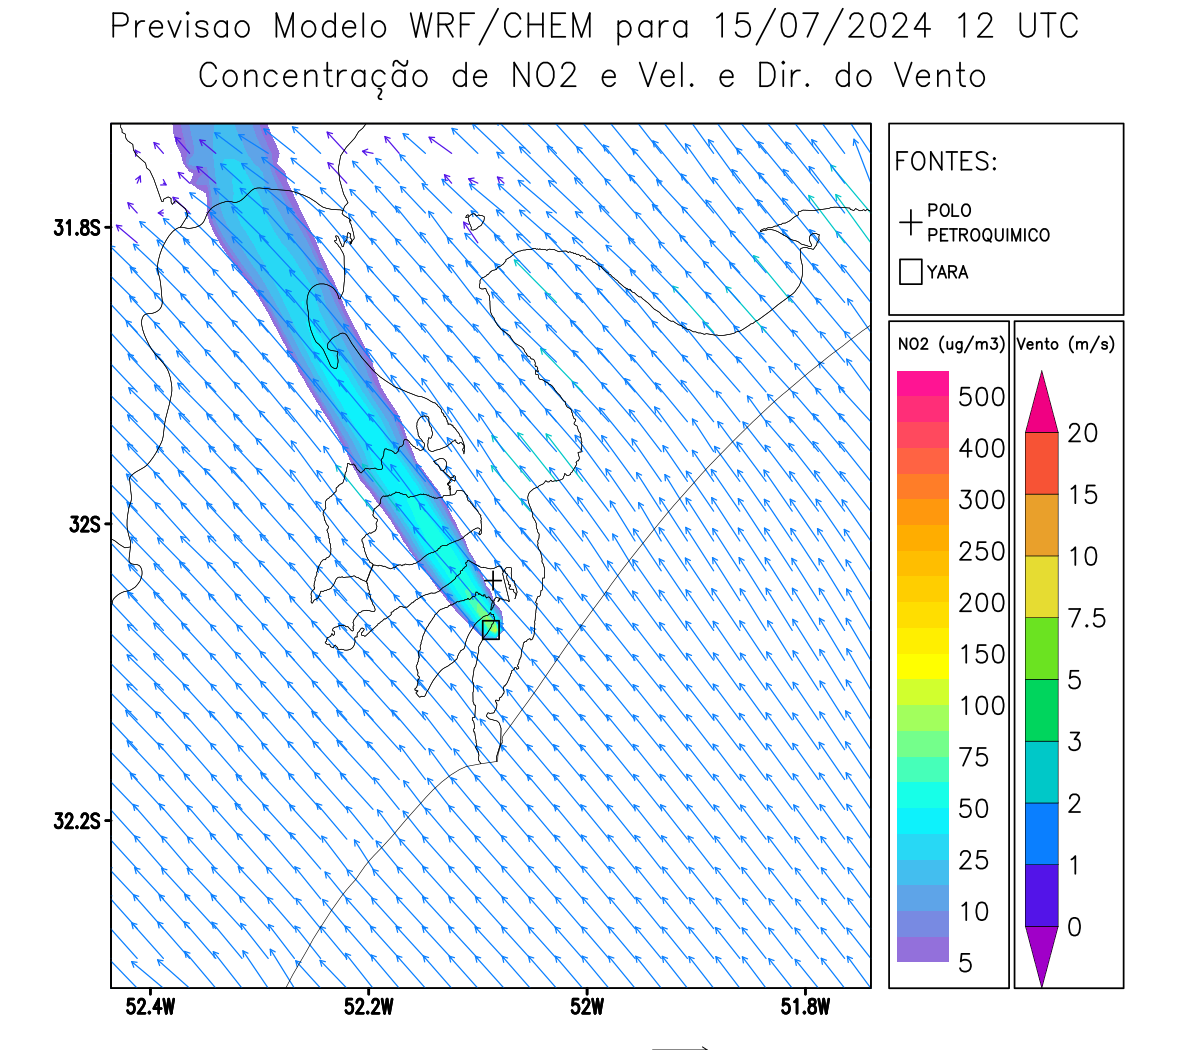 Previsao Modelo WRF/CHEM para 15/07/2024 12 UTC
Concentração de NO2 e Vel. e Dir. do Vento
FONTES:
POLO
PETROQUIMICO
YARA
31.8S
32S
32.2S
52.4W
52.2W
52W
51.8W
NO2 (ug/m3)
500
400
300
250
200
150
100
75
50
25
10
5
Vento (m/s)
20
15
10
7.5
5
3
2
1
0